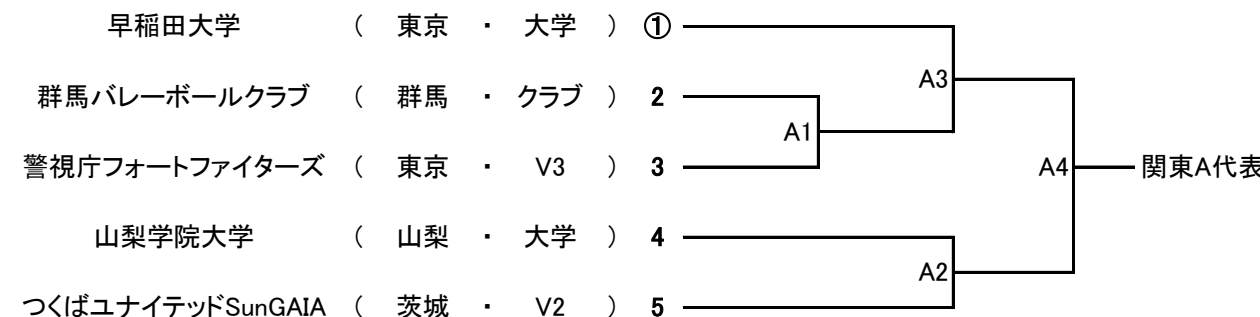 早稲田大学 ( 東京 ・ 大学 ) ①
A3
群馬バレーボールクラブ ( 群馬 ・ クラブ ) 2
A1
警視庁フォートファイターズ ( 東京 ・ V3 ) 3
A4 関東A代表
山梨学院大学 ( 山梨 ・ 大学 ) 4
A2
つくばユナイテッドSunGAIA ( 茨城 ・ V2 ) 5